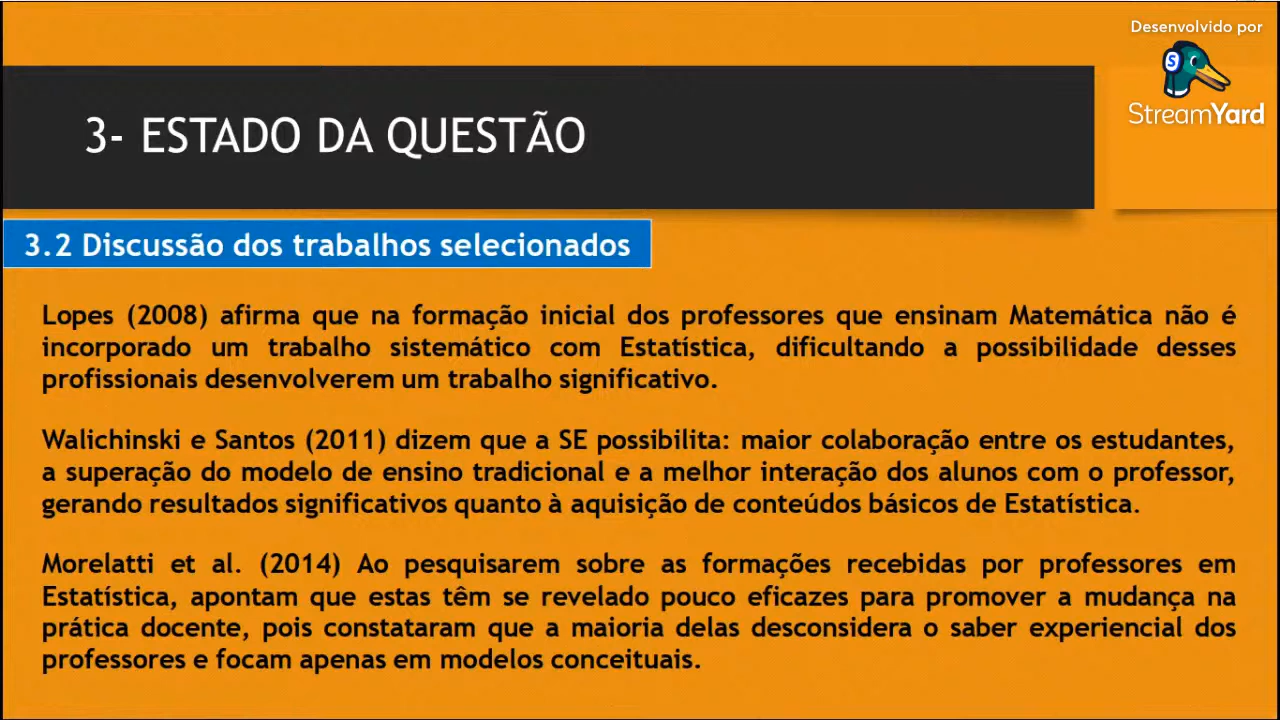 Desenvolvido por
S
StreamYard
3- ESTADO DA QUESTÃO
3.2 Discussão dos trabalhos selecionados
Lopes (2008) afirma que na formação inicial dos professores que ensinam Matemática não é
incorporado um trabalho sistemático com Estatística, dificultando a possibilidade desses
profissionais desenvolverem um trabalho significativo.
Walichinski e Santos (2011) dizem que a SE possibilita: maior colaboração entre os estudantes,
a superação do modelo de ensino tradicional e a melhor interação dos alunos com o professor,
gerando resultados significativos quanto à aquisição de conteúdos básicos de Estatística.
Morelatti et al. (2014) Ao pesquisarem sobre as formações recebidas por professores em
Estatística, apontam que estas têm se revelado pouco eficazes para promover a mudança na
prática docente, pois constataram que a maioria delas desconsidera o saber experiencial dos
professores e focam apenas em modelos conceituais.